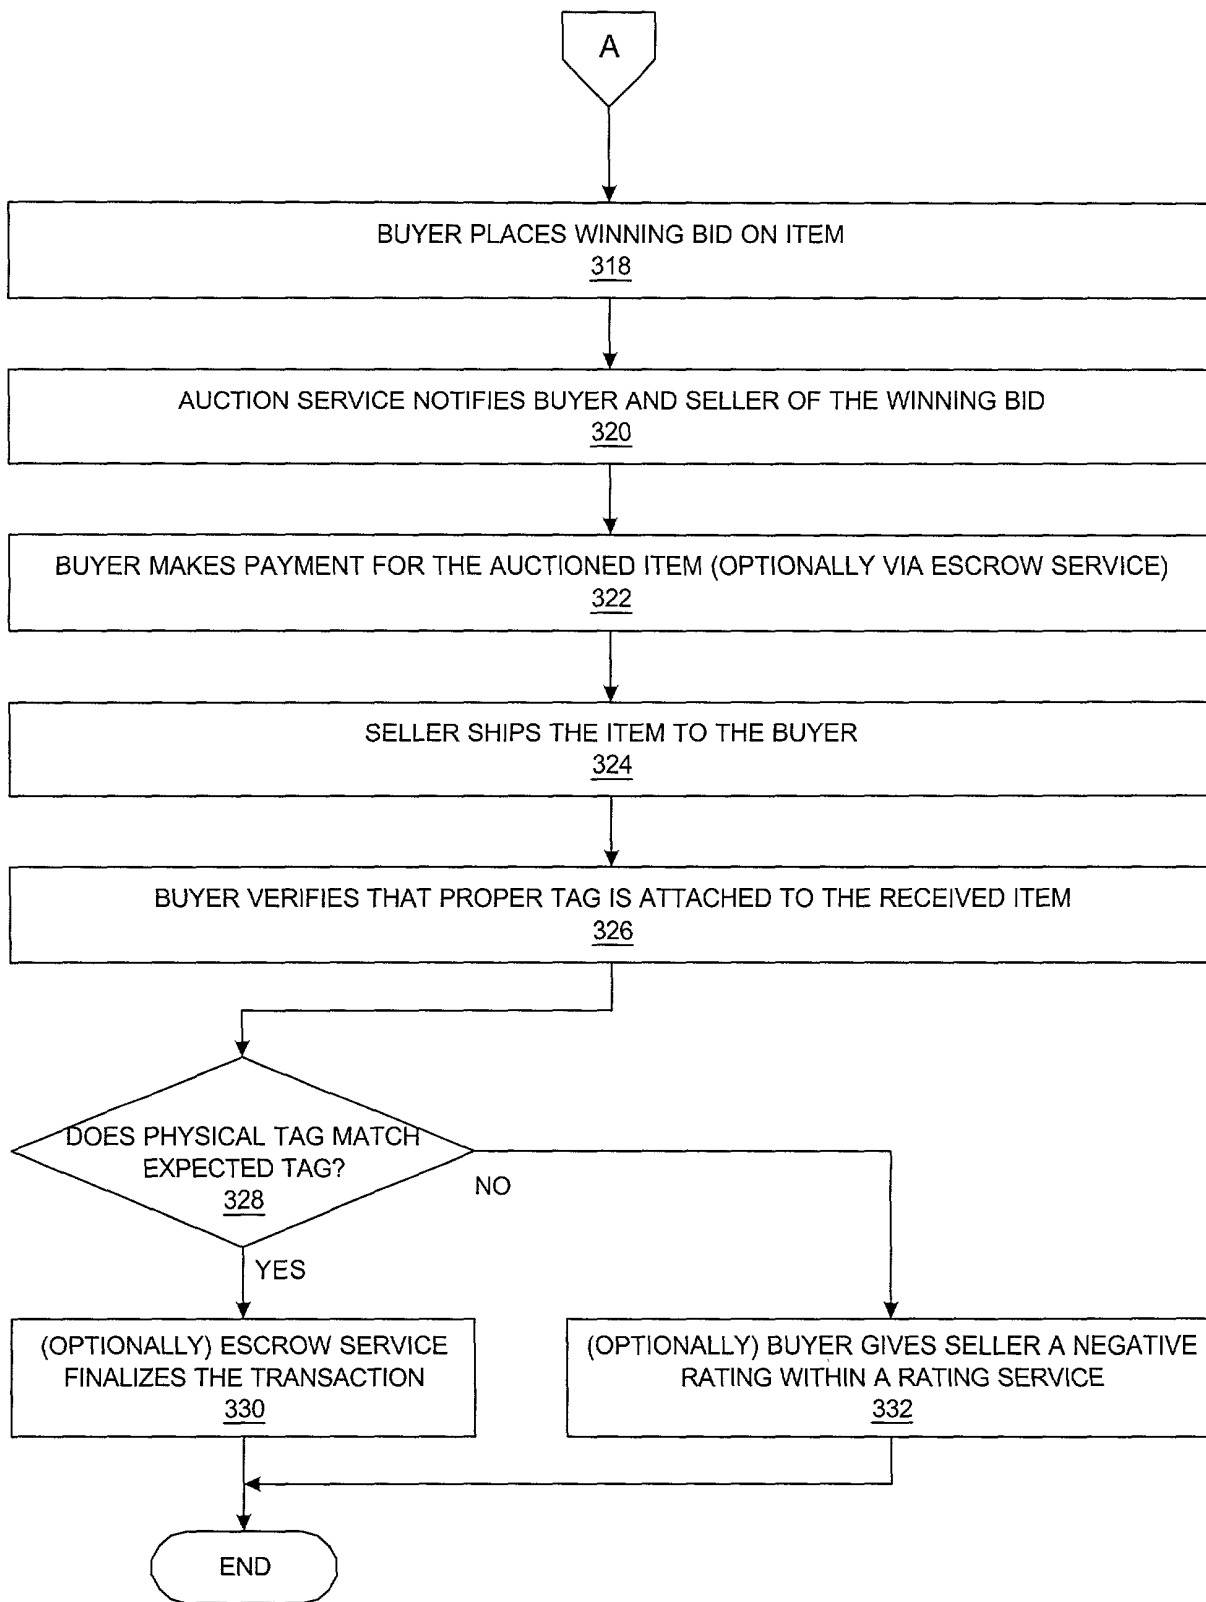 A
BUYER PLACES WINNING BID ON ITEM
318
AUCTION SERVICE NOTIFIES BUYER AND SELLER OF THE WINNING BID
320
BUYER MAKES PAYMENT FOR THE AUCTIONED ITEM (OPTIONALLY VIA ESCROW SERVICE)
322
SELLER SHIPS THE ITEM TO THE BUYER
324
BUYER VERIFIES THAT PROPER TAG IS ATTACHED TO THE RECEIVED ITEM
326
DOES PHYSICAL TAG MATCH
EXPECTED TAG?
328
NO
YES
(OPTIONALLY) ESCROW SERVICE
FINALIZES THE TRANSACTION
330
(OPTIONALLY) BUYER GIVES SELLER A NEGATIVE
RATING WITHIN A RATING SERVICE
332
END